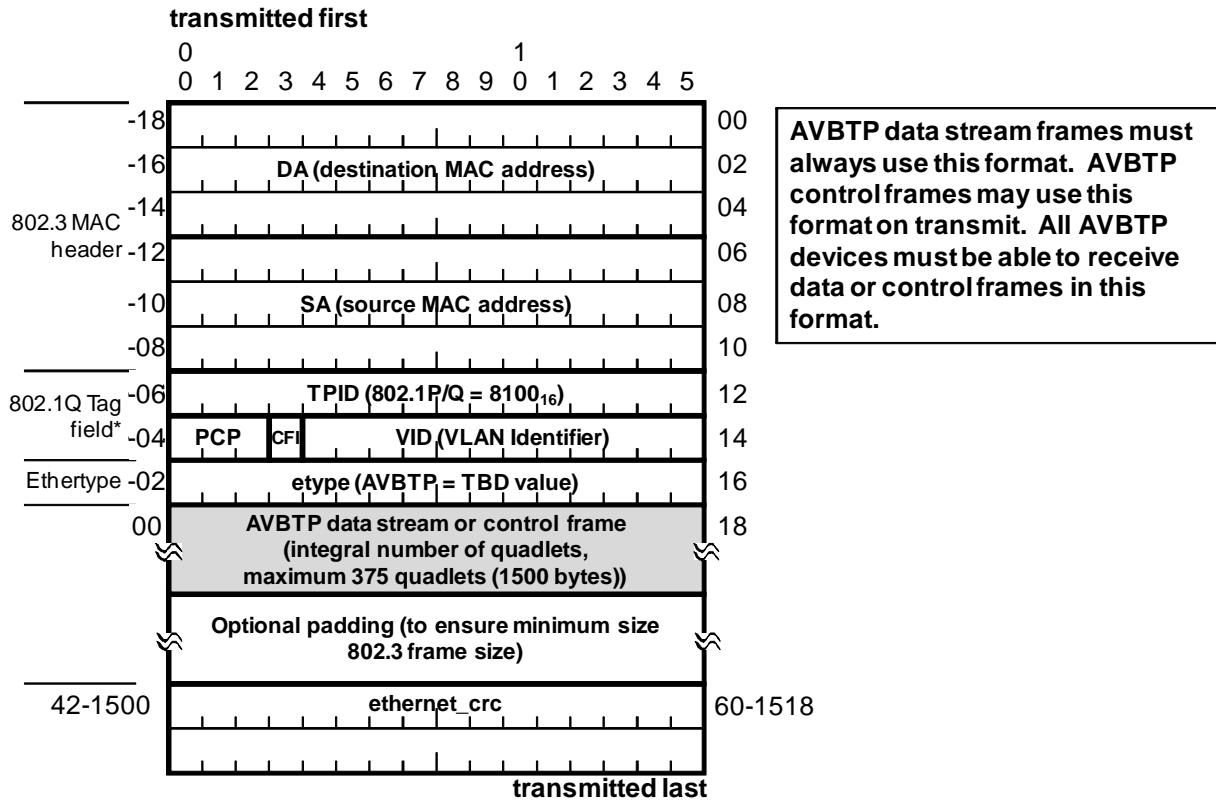 transmitted first
0 1
0 1 2 3 4 5 6 7 8 9 0 1 2 3 4 5
-18 00
-16 DA (destination MAC address) 02
-14 04
802.3 MAC
header
-12 06
-10 SA (source MAC address) 08
-08 10
802.1Q Tag
field*
-06 TPID (802.1P/Q = 8100₁₆) 12
-04 PCP CFI VID (VLAN Identifier) 14
Ethertype -02 etype (AVBTP = TBD value) 16
00 AVBTP data stream or control frame 18
(integral number of quadlets,
maximum 375 quadlets (1500 bytes))
Optional padding (to ensure minimum size
802.3 frame size)
42-1500 ethernet_crc 60-1518
transmitted last
AVBTP data stream frames must
always use this format. AVBTP
control frames may use this
format on transmit. All AVBTP
devices must be able to receive
data or control frames in this
format.